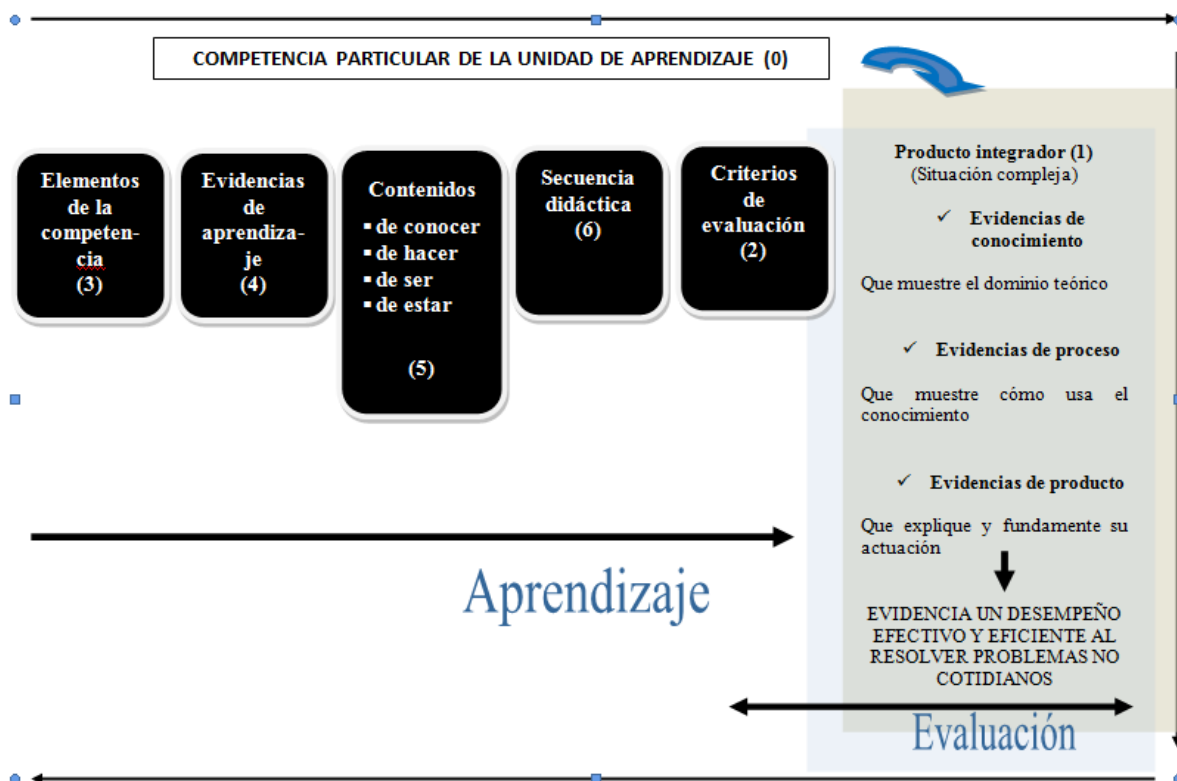 COMPETENCIA PARTICULAR DE LA UNIDAD DE APRENDIZAJE (0)
Elementos
de la
competen-
cia
(3)
Evidencias
de
aprendiza-
je
(4)
Contenidos
▪ de conocer
▪ de hacer
▪ de ser
▪ de estar
(5)
Secuencia
didáctica
(6)
Criterios
de
evaluación
(2)
Producto integrador (1)
(Situación compleja)
✓ Evidencias de
conocimiento
Que muestre el dominio teórico
✓ Evidencias de proceso
Que muestre cómo usa el
conocimiento
✓ Evidencias de producto
Que explique y fundamente su
actuación
EVIDENCIA UN DESEMPEÑO
EFECTIVO Y EFICIENTE AL
RESOLVER PROBLEMAS NO
COTIDIANOS
Aprendizaje
Evaluación